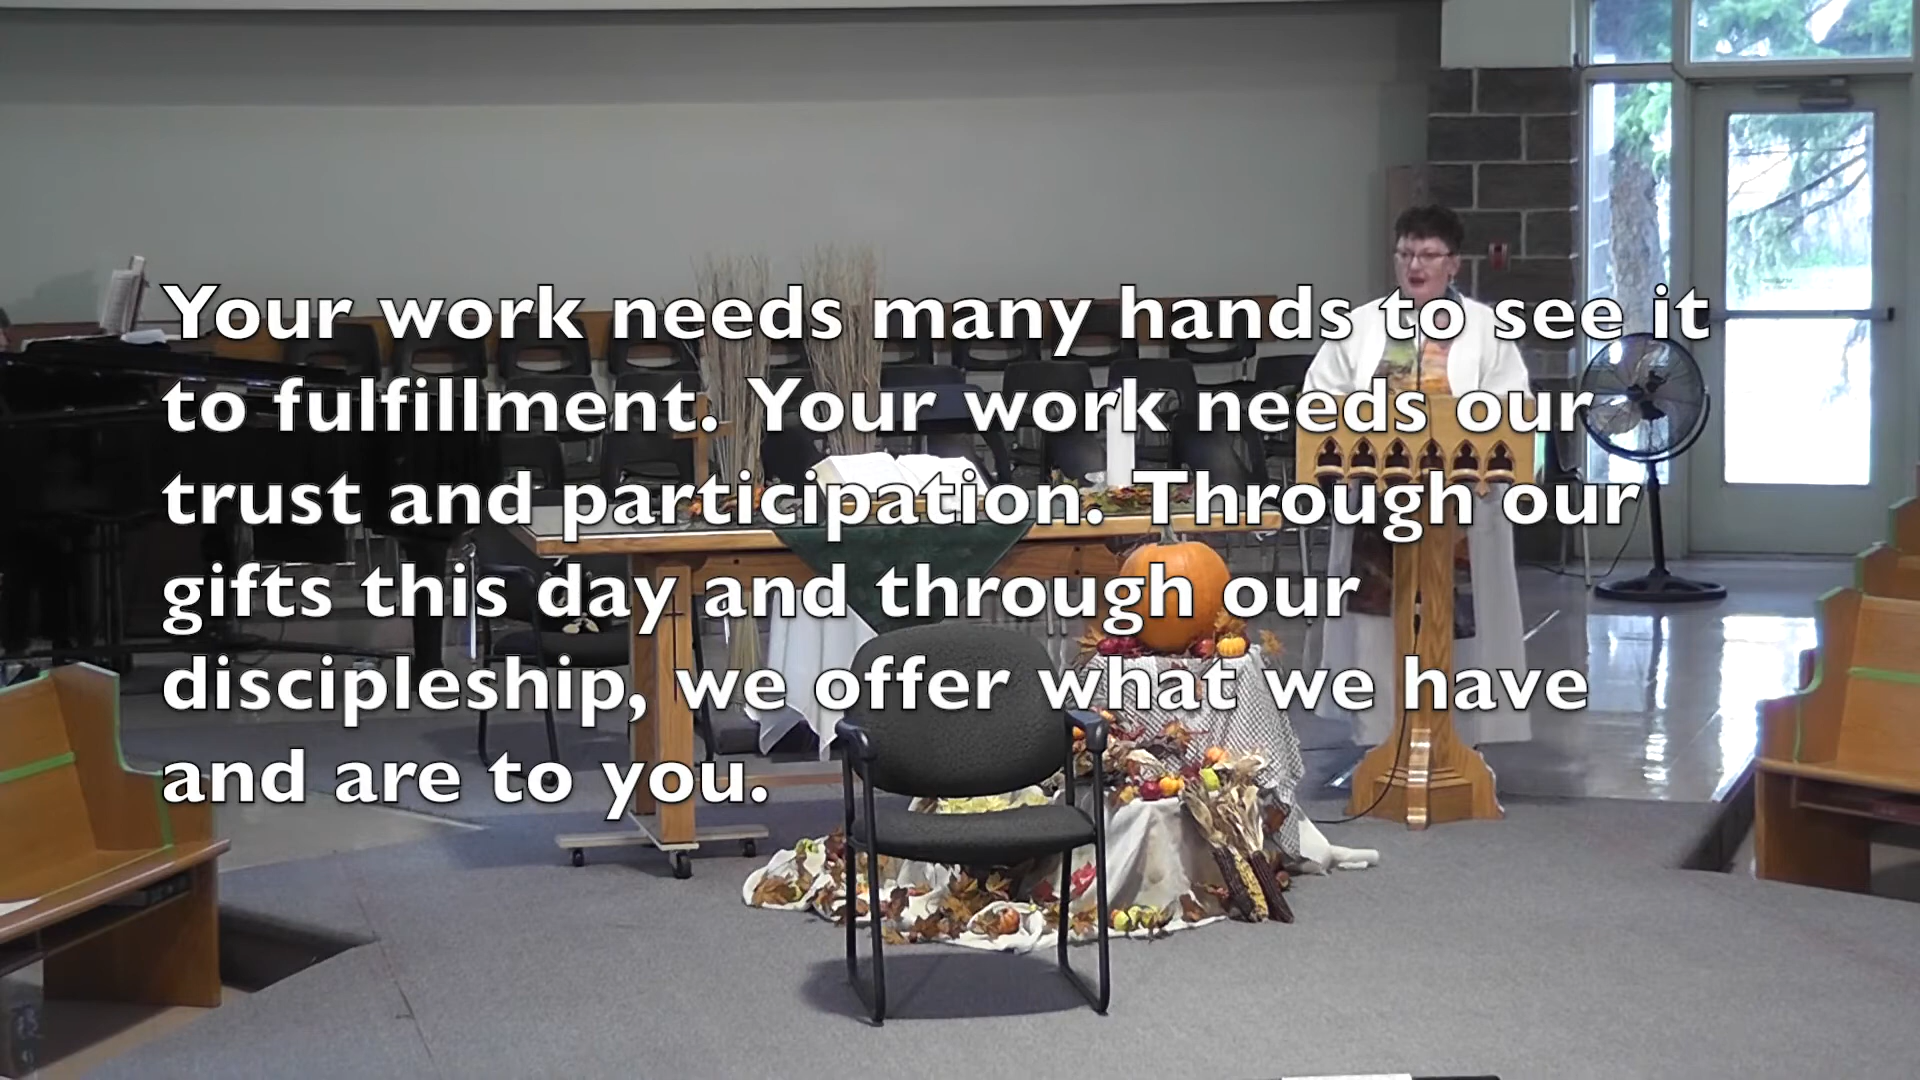 Your work needs many hands to see it
to fulfillment. Your work needs our
trust and participation. Through our
gifts this day and through our
discipleship, we offer what we have
and are to you.